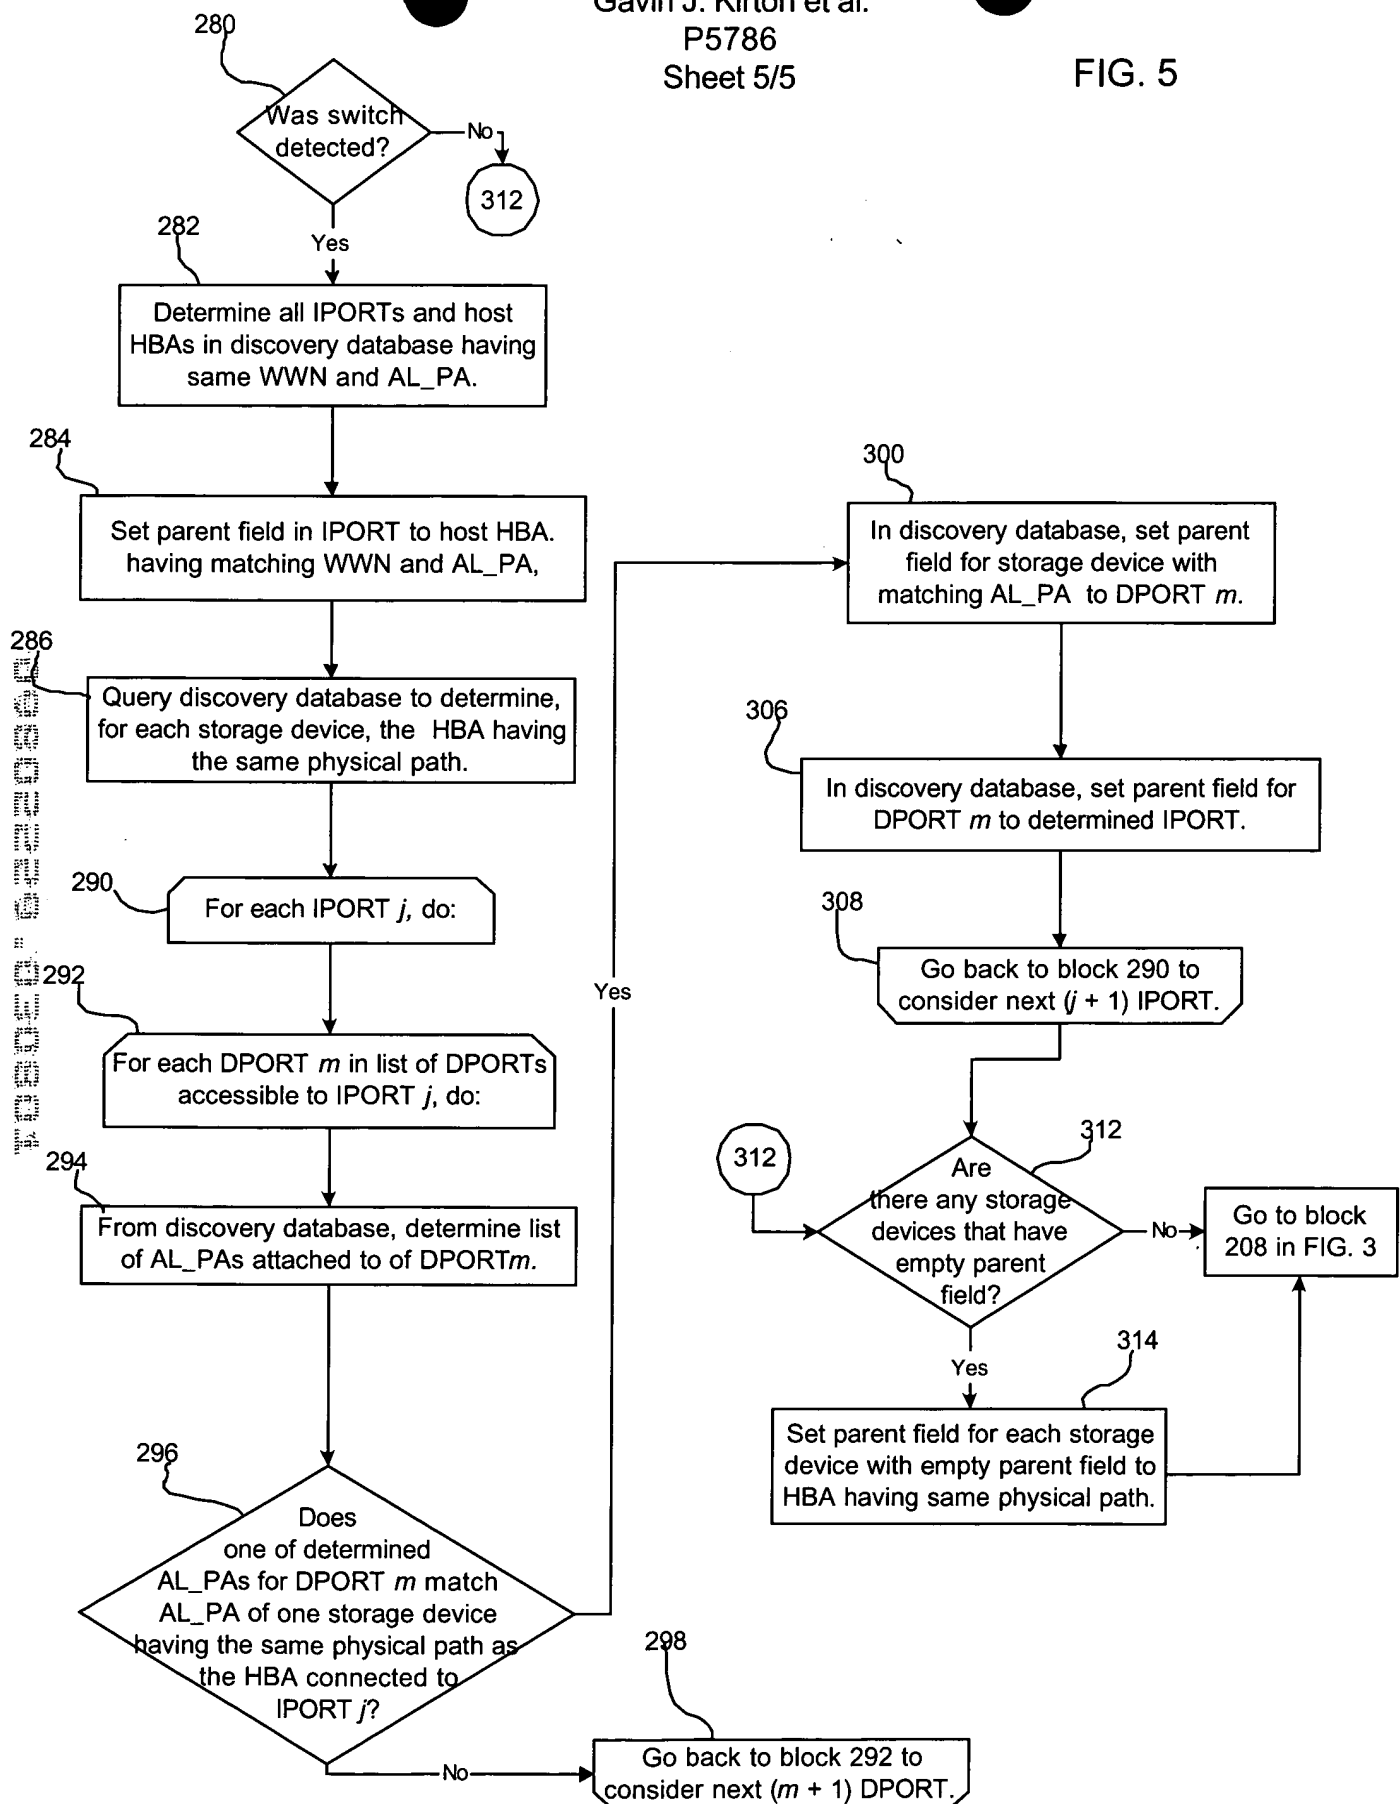 Gavin J. Kirton et al.
P5786
Sheet 5/5
FIG. 5
280
Was switch
detected?
No
312
Yes
282
Determine all IPORTs and host
HBAs in discovery database having
same WWN and AL_PA.
284
Set parent field in IPORT to host HBA.
having matching WWN and AL_PA,
286
Query discovery database to determine,
for each storage device, the HBA having
the same physical path.
290
For each IPORT j, do:
292
For each DPORT m in list of DPORTs
accessible to IPORT j, do:
294
From discovery database, determine list
of AL_PAs attached to of DPORTm.
296
Does
one of determined
AL_PAs for DPORT m match
AL_PA of one storage device
having the same physical path as
the HBA connected to
IPORT j?
No
298
Go back to block 292 to
consider next (m + 1) DPORT.
Yes
300
In discovery database, set parent
field for storage device with
matching AL_PA to DPORT m.
306
In discovery database, set parent field for
DPORT m to determined IPORT.
308
Go back to block 290 to
consider next (j + 1) IPORT.
312
312
Are
there any storage
devices that have
empty parent
field?
No
Go to block
208 in FIG. 3
Yes
314
Set parent field for each storage
device with empty parent field to
HBA having same physical path.